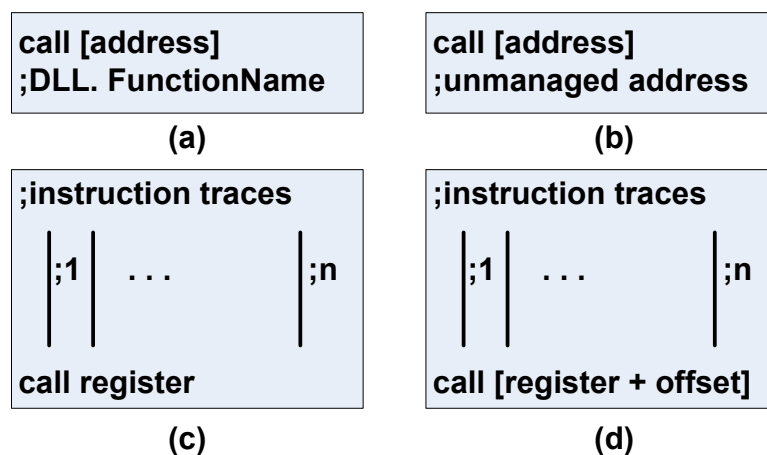 call [address]
;DLL. FunctionName
(a)
call [address]
;unmanaged address
(b)
;instruction traces
;1 . . . ;n
call register
(c)
;instruction traces
;1 . . . ;n
call [register + offset]
(d)